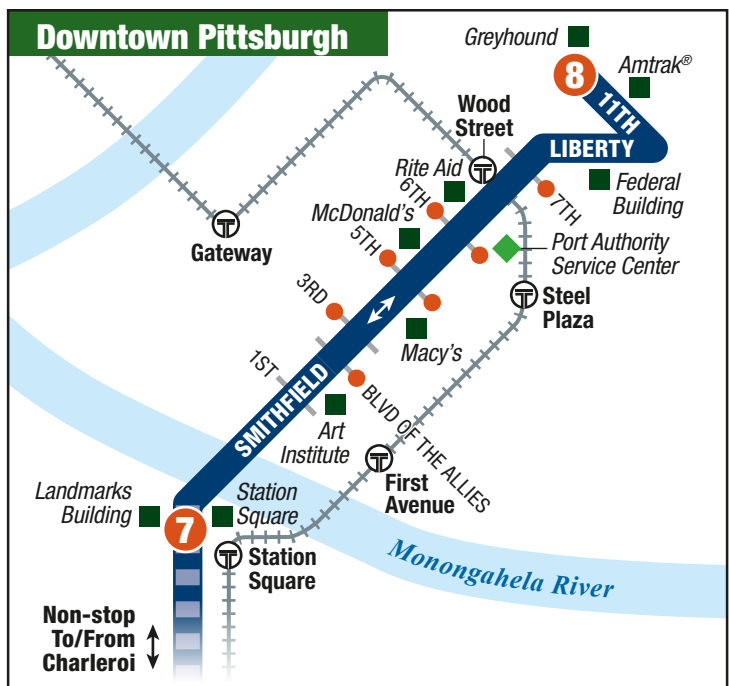 Downtown Pittsburgh
Greyhound
8
Amtrak®
11TH
Wood
Street
LIBERTY
Rite Aid
6TH
7TH
Federal
Building
McDonald's
5TH
Gateway
Port Authority
Service Center
3RD
Steel
Plaza
Macy's
1ST
SMITHFIELD
BLVD OF THE ALLIES
Art
Institute
First
Avenue
Landmarks
Building
7
Station
Square
T
Station
Square
Monongahela River
Non-stop
To/From
Charleroi
T
T
T
T